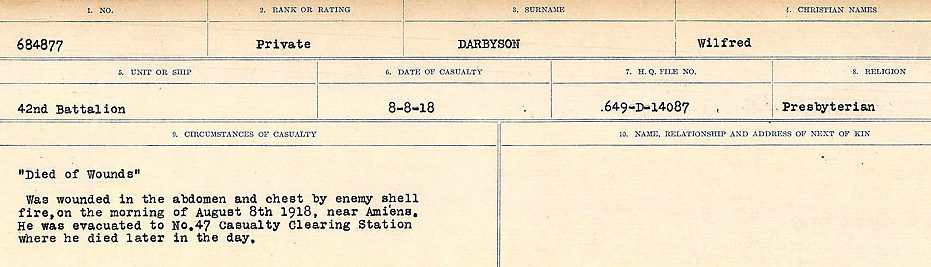 1. NO. 2. RANK OR RATING 3. SURNAME 4. CHRISTIAN NAMES
684877 Private DARBYSON Wilfred
5. UNIT OR SHIP 6. DATE OF CASUALTY 7. H. Q. FILE NO. 8. RELIGION
42nd Battalion 8-8-18 649-D-14087 Presbyterian
9. CIRCUMSTANCES OF CASUALTY 10. NAME, RELATIONSHIP AND ADDRESS OF NEXT OF KIN
"Died of Wounds"
Was wounded in the abdomen and chest by enemy shell
fire,on the morning of August 8th 1918, near Amiens.
He was evacuated to No.47 Casualty Clearing Station
where he died later in the day.